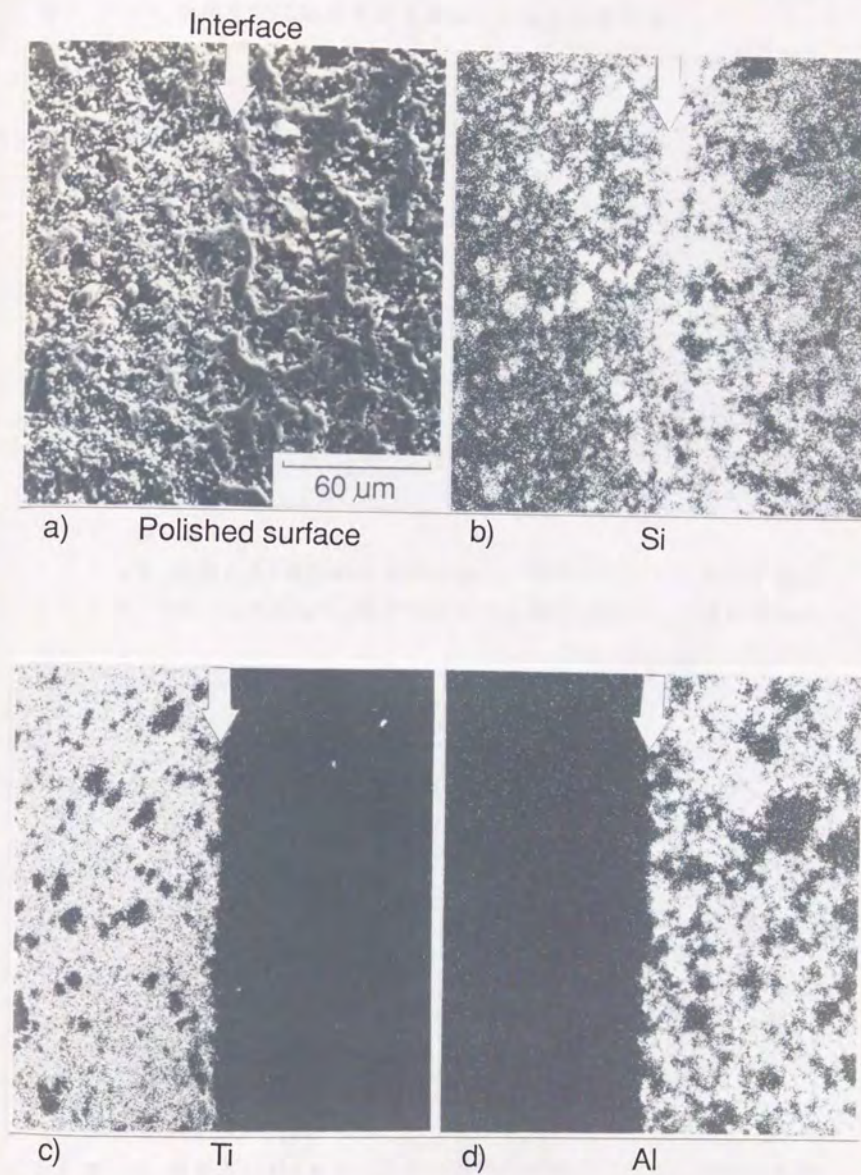 Interface
60 µm
a) Polished surface
b) Si
c) Ti
d) Al